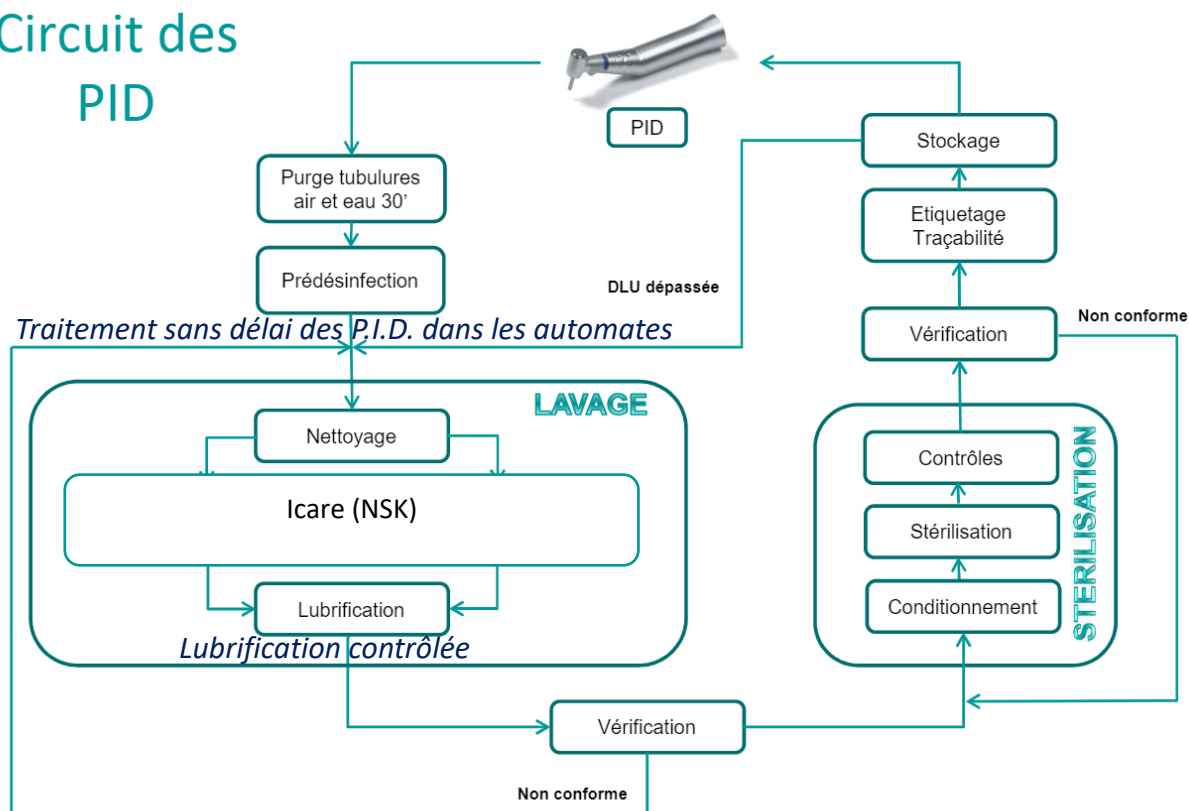 Circuit des
PID
PID
Purge tubulures
air et eau 30’
Prédésinfection
Traitement sans délai des P.I.D. dans les automates
LAVAGE
Nettoyage
Icare (NSK)
Lubrification
Lubrification contrôlée
Vérification
Non conforme
Conditionnement
Stérilisation
Contrôles
STERILISATION
Vérification
Non conforme
Etiquetage
Traçabilité
Stockage
DLU dépassée